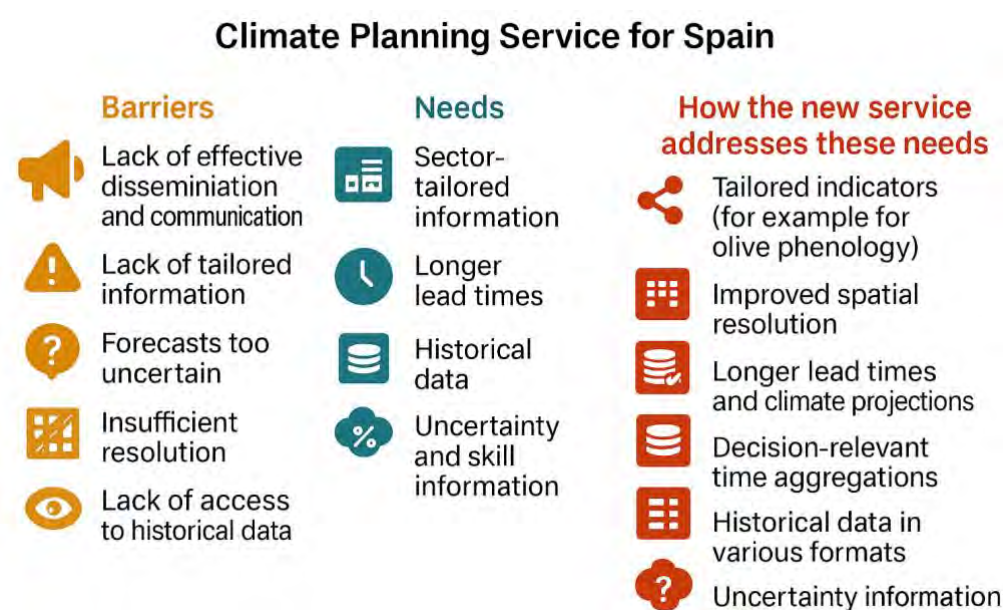 Climate Planning Service for Spain
Barriers
Lack of effective
disseminiation
and communication
Lack of tailored
information
Forecasts too
uncertain
Insufficient
resolution
Lack of access
to historical data
Needs
Sector-
tailored
information
Longer
lead times
Historical
data
Uncertainty
and skill
information
How the new service
addresses these needs
Tailored indicators
(for example for
olive phenology)
Improved spatial
resolution
Longer lead times
and climate projections
Decision-relevant
time aggregations
Historical data in
various formats
Uncertainty information